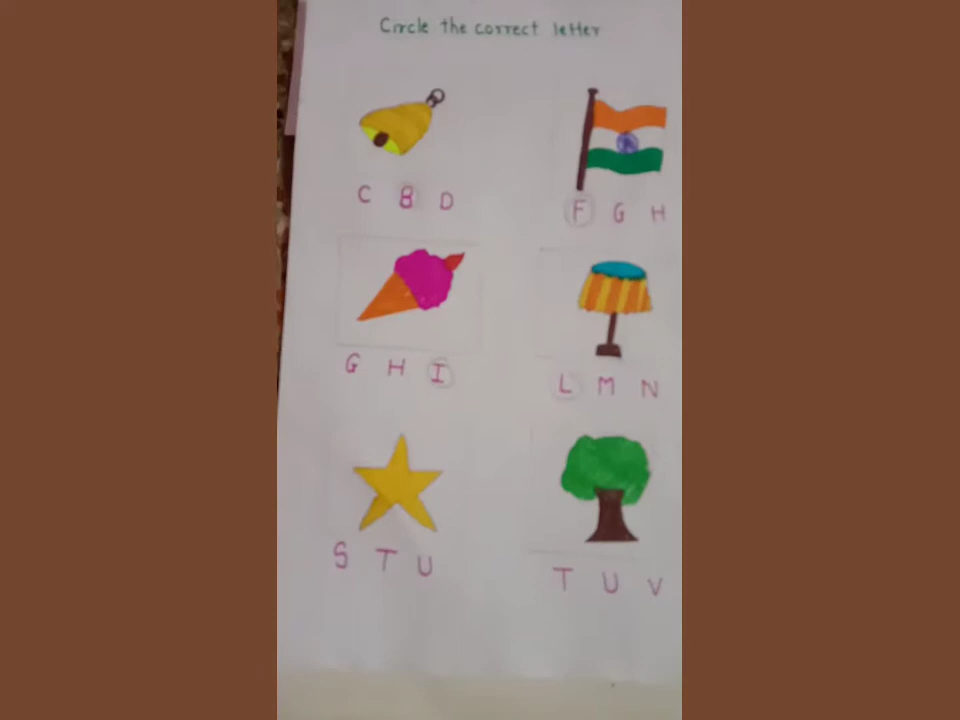 Circle the correct letter
C B D
F G H
G H I
L M N
S T U
T U V